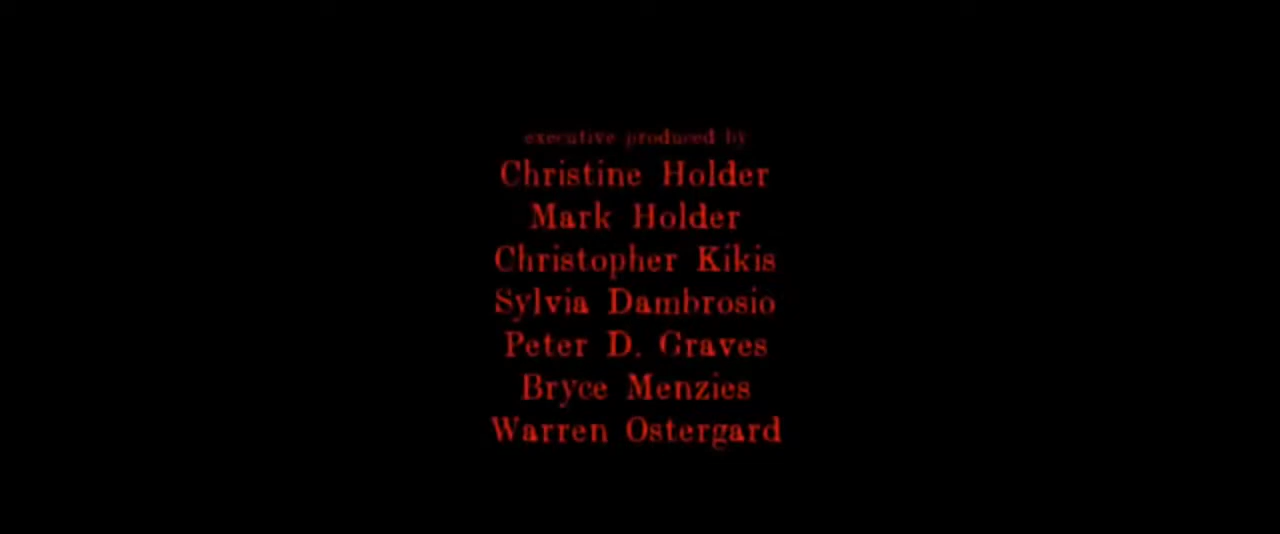 executive produced by
Christine Holder
Mark Holder
Christopher Kikis
Sylvia Dambrosio
Peter D. Graves
Bryce Menzies
Warren Ostergard